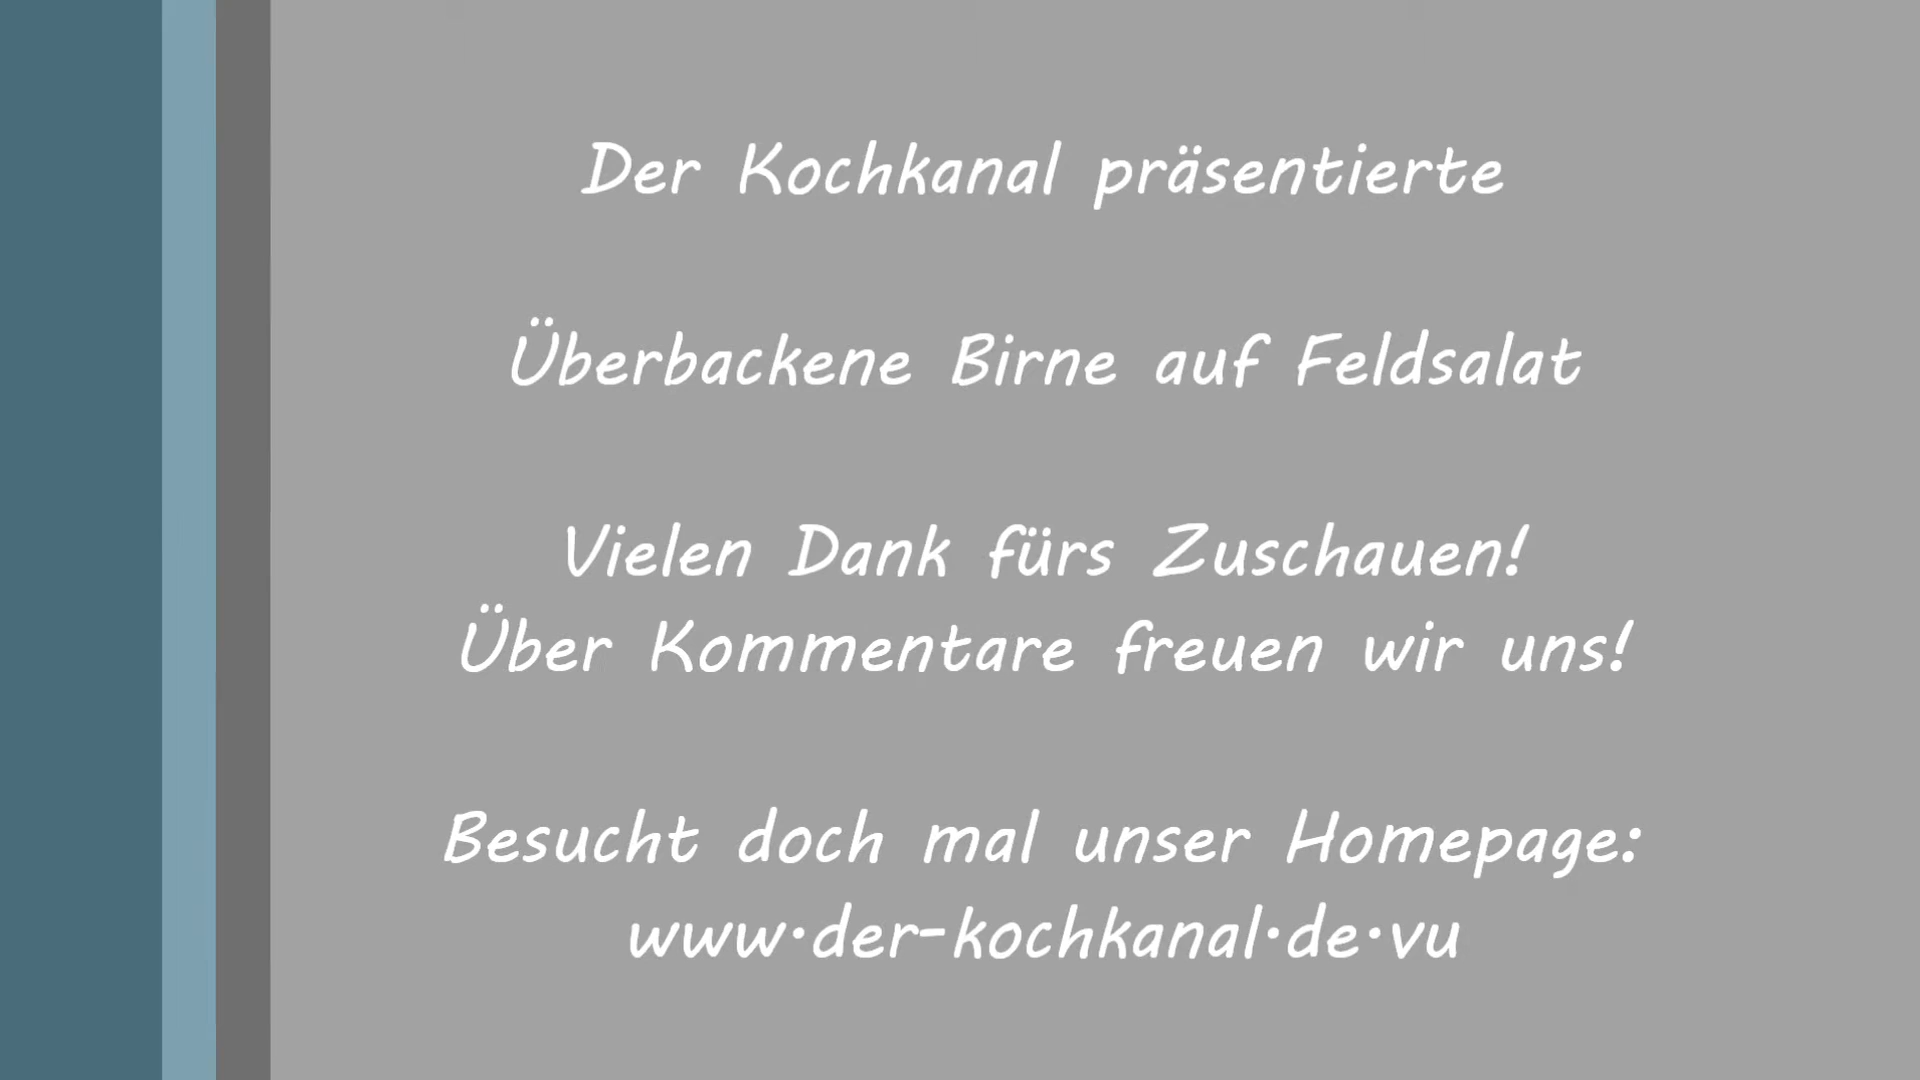 Der Kochkanal präsentierte
Überbackene Birne auf Feldsalat
Vielen Dank fürs Zuschauen!
Über Kommentare freuen wir uns!
Besucht doch mal unser Homepage:
www.der-kochkanal.de.vu